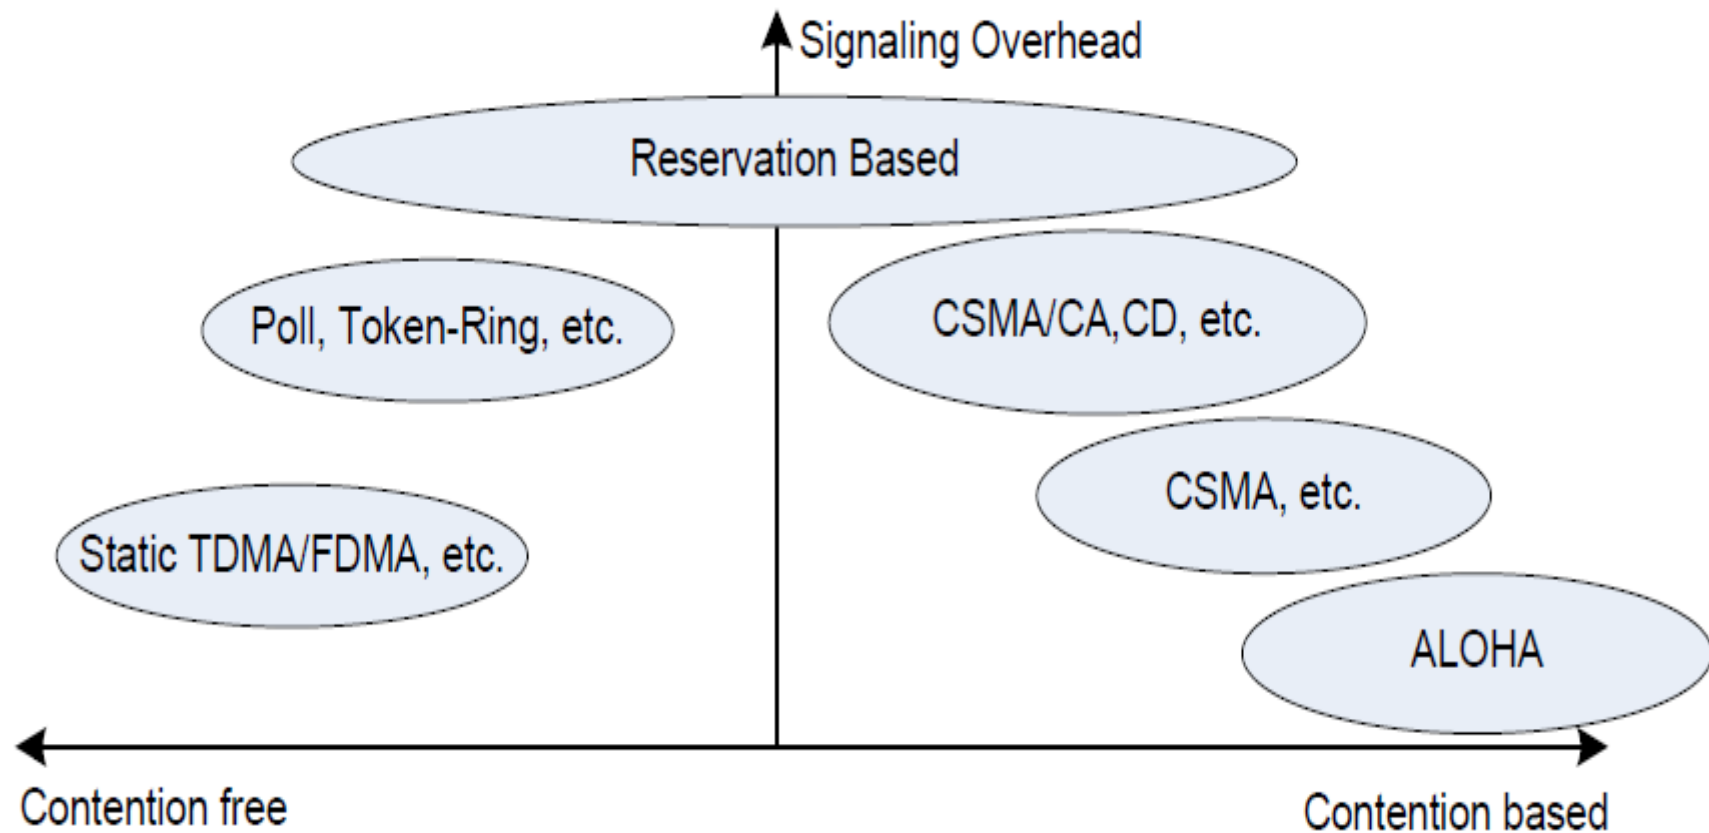 Signaling Overhead
Reservation Based
Poll, Token-Ring, etc.
CSMA/CA,CD, etc.
CSMA, etc.
Static TDMA/FDMA, etc.
ALOHA
Contention free
Contention based